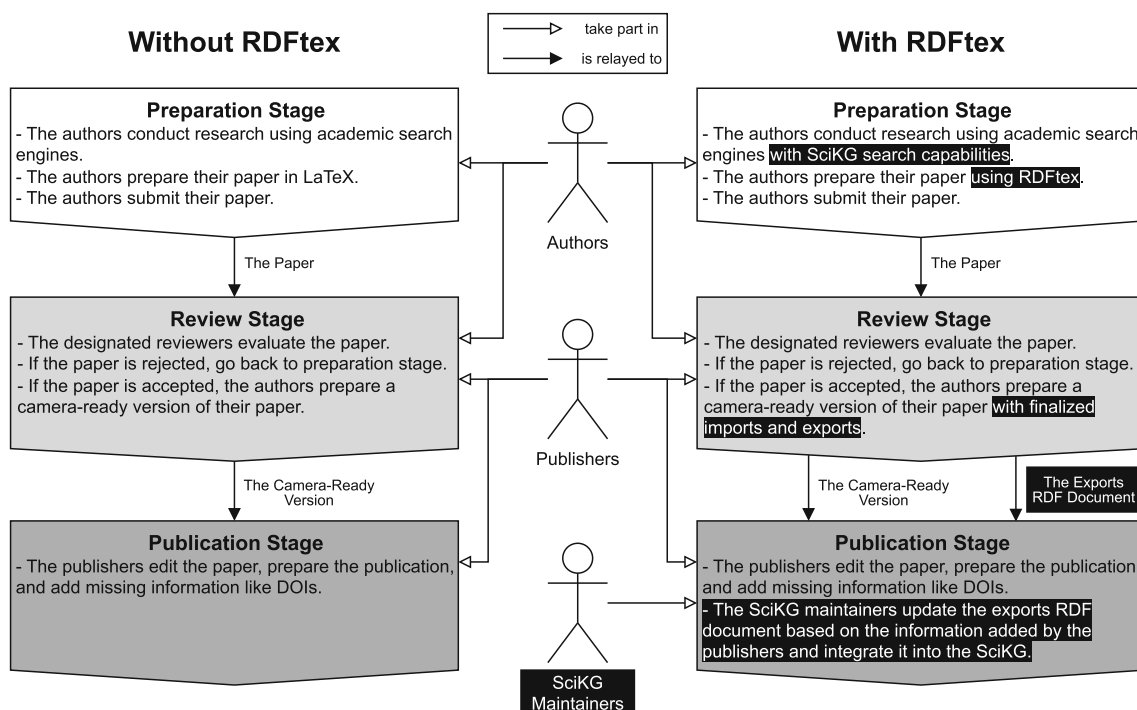 Without RDFtex
take part in
is relayed to
With RDFtex
Preparation Stage
- The authors conduct research using academic search
engines.
- The authors prepare their paper in LaTeX.
- The authors submit their paper.
The Paper
Review Stage
- The designated reviewers evaluate the paper.
- If the paper is rejected, go back to preparation stage.
- If the paper is accepted, the authors prepare a
camera-ready version of their paper.
The Camera-Ready
Version
Publication Stage
- The publishers edit the paper, prepare the publication,
and add missing information like DOIs.
Authors
Publishers
SciKG
Maintainers
Preparation Stage
- The authors conduct research using academic search
engines with SciKG search capabilities.
- The authors prepare their paper using RDFtex.
- The authors submit their paper.
The Paper
Review Stage
- The designated reviewers evaluate the paper.
- If the paper is rejected, go back to preparation stage.
- If the paper is accepted, the authors prepare a
camera-ready version of their paper with finalized
imports and exports.
The Camera-Ready
Version
The Exports
RDF Document
Publication Stage
- The publishers edit the paper, prepare the publication
and add missing information like DOIs.
- The SciKG maintainers update the exports RDF
document based on the information added by the
publishers and integrate it into the SciKG.